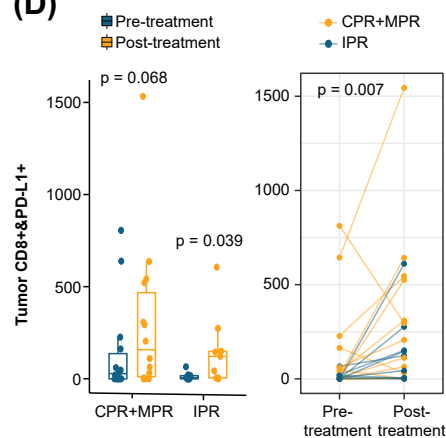 (D)
Pre-treatment
Post-treatment
CPR+MPR
IPR
Tumor CD8+&PD-L1+
p = 0.068
p = 0.039
1500
1000
500
0
CPR+MPR
IPR
p = 0.007
1500
1000
500
0
Pre-
treatment
Post-
treatment